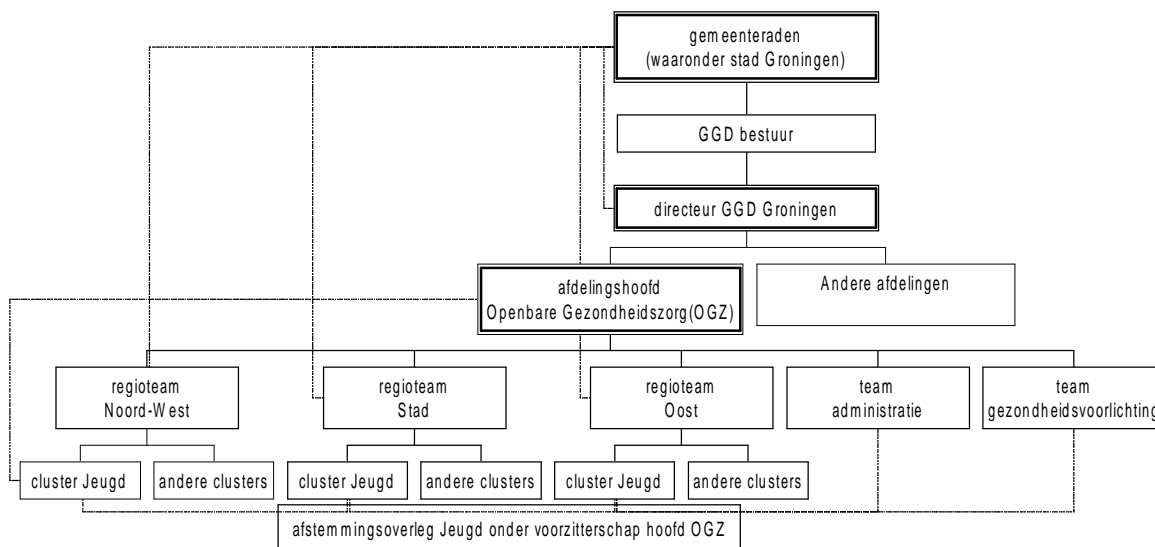 gemeenteraden
(waaronder stad Groningen)
GGD bestuur
directeur GGD Groningen
afdelingshoofd
Openbare Gezondheidszorg(OGZ)
Andere afdelingen
regioteam
Noord-West
regioteam
Stad
regioteam
Oost
team
administratie
team
gezondheidsvoorlichting
cluster Jeugd
andere clusters
cluster Jeugd
andere clusters
cluster Jeugd
andere clusters
afstemmingsoverleg Jeugd onder voorzitterschap hoofd OGZ